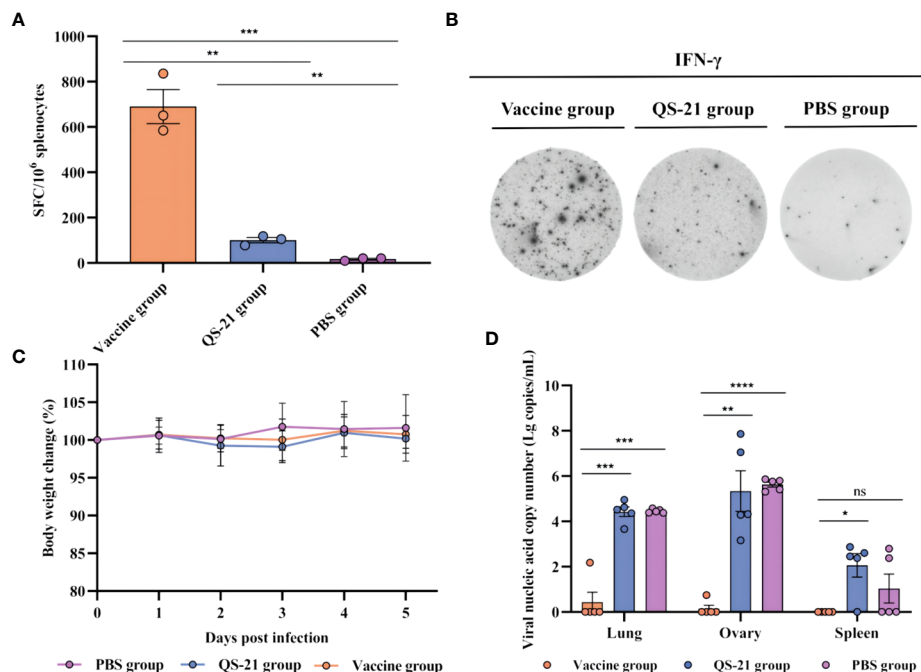 A
1000
800
600
400
200
0
SFC/10⁶ splenocytes
***
**
**
Vaccine group
QS-21 group
PBS group
B
IFN-γ
Vaccine group QS-21 group PBS group
C
110
105
100
95
90
85
80
Body weight change (%)
0 1 2 3 4 5
Days post infection
PBS group QS-21 group Vaccine group
D
10
8
6
4
2
0
Viral nucleic acid copy number (Lg copies/mL)
***
***
****
**
ns
*
Lung Ovary Spleen
Vaccine group QS-21 group PBS group